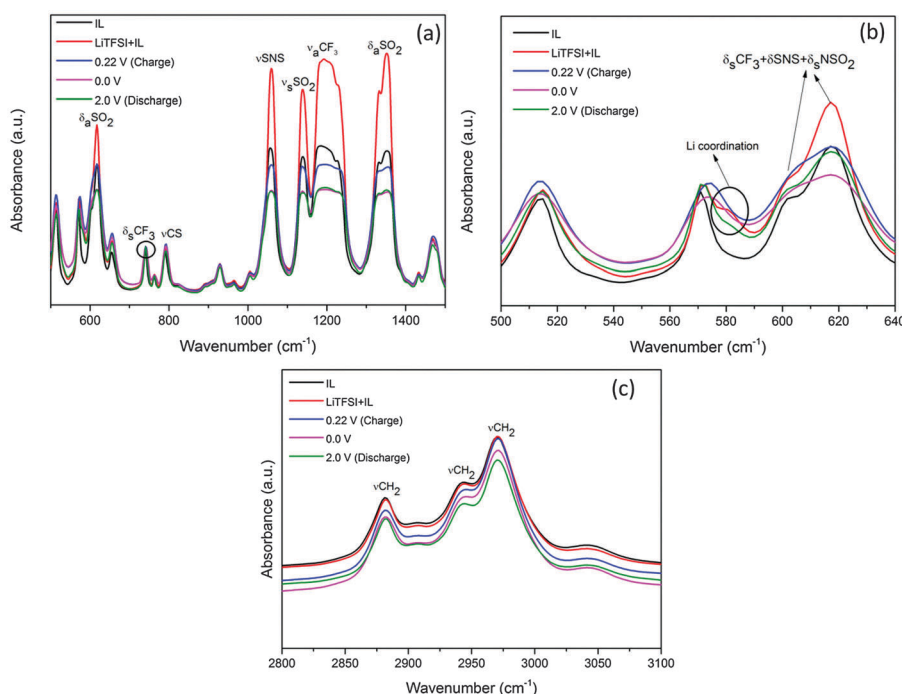 (a)
IL
LiTFSI+IL
0.22 V (Charge)
0.0 V
2.0 V (Discharge)
δaSO2
δsCF3
νCS
νSNS
νsSO2
νaCF3
δaSO2
Absorbance (a.u.)
600 800 1000 1200 1400
Wavenumber (cm-1)
(b)
IL
LiTFSI+IL
0.22 V (Charge)
0.0 V
2.0 V (Discharge)
δsCF3+δSNS+δsNSO2
Li coordination
Absorbance (a.u.)
500 520 540 560 580 600 620 640
Wavenumber (cm-1)
(c)
IL
LiTFSI+IL
0.22 V (Charge)
0.0 V
2.0 V (Discharge)
νCH2
νCH2
νCH2
Absorbance (a.u.)
2800 2850 2900 2950 3000 3050 3100
Wavenumber (cm-1)